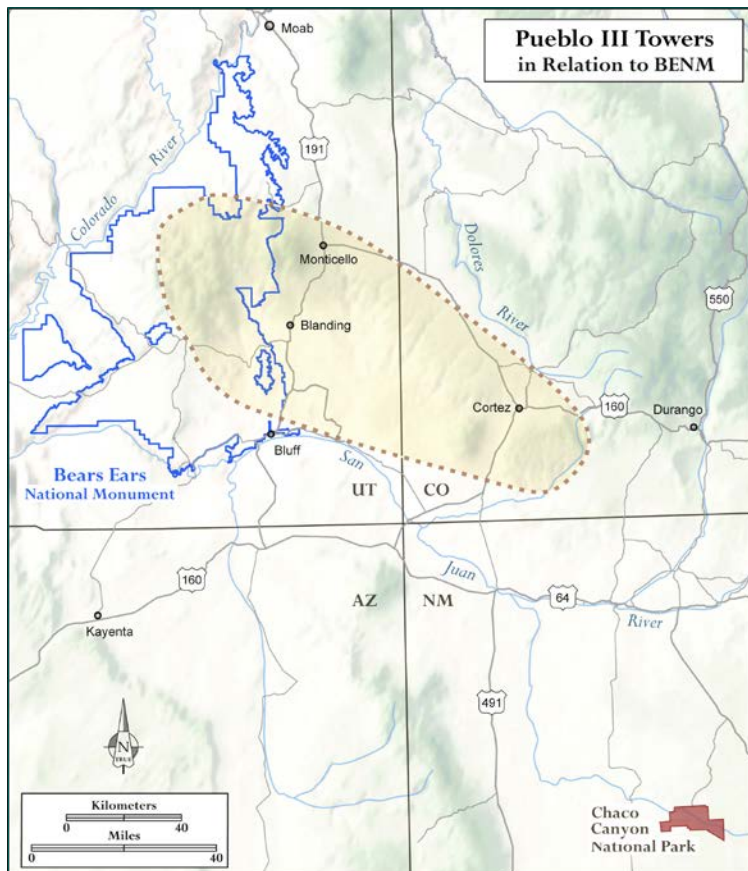 Pueblo III Towers
in Relation to BENM
Moab
191
Colorado
River
Dolores
River
Monticello
550
Blanding
Cortez
160
Durango
Bluff
San
Bears Ears
National Monument
UT
CO
Juan
160
AZ
NM
64
River
Kayenta
491
N
Kilometers
0
40
Miles
0
40
Chaco
Canyon
National Park